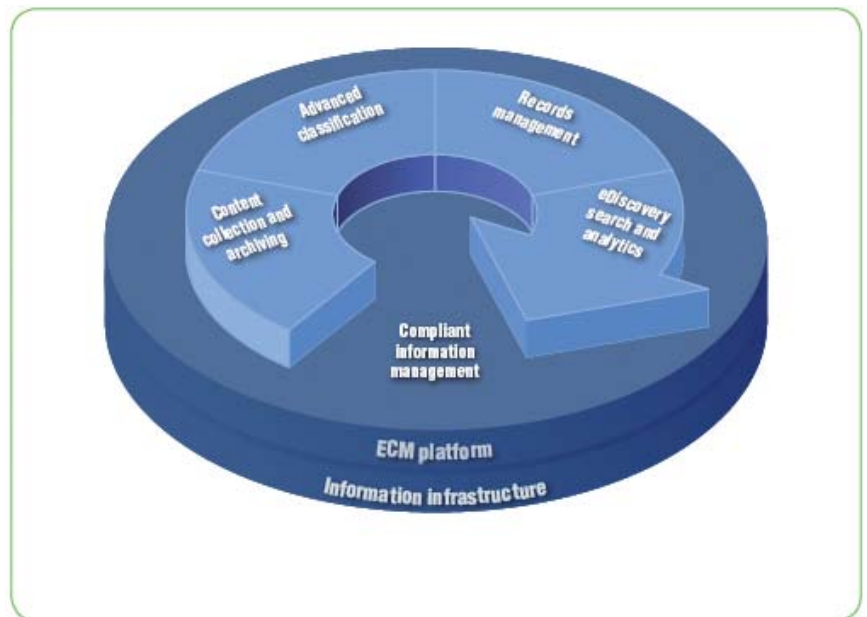 Advanced
classification
Records
management
Content
collection and
archiving
eDiscovery
search and
analytics
Compliant
information
management
ECM platform
Information infrastructure